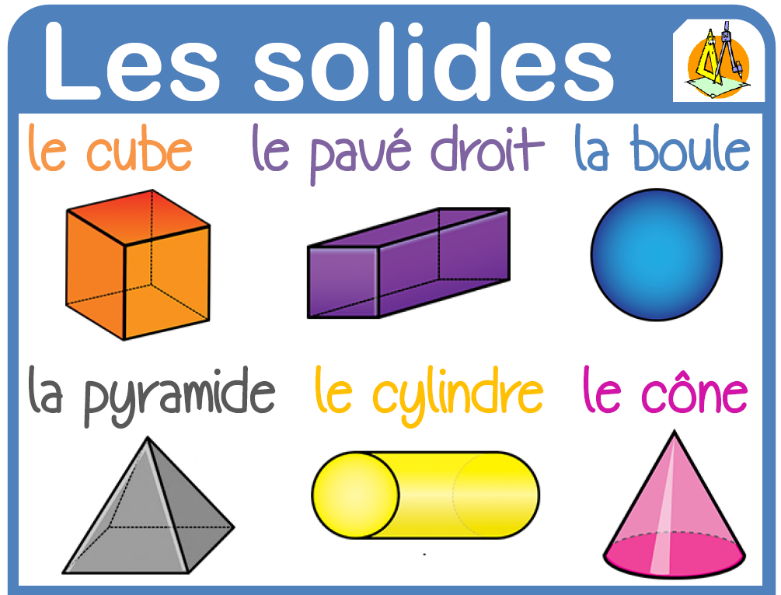 Les solides
le cube le pavé droit la boule
la pyramide le cylindre le cône